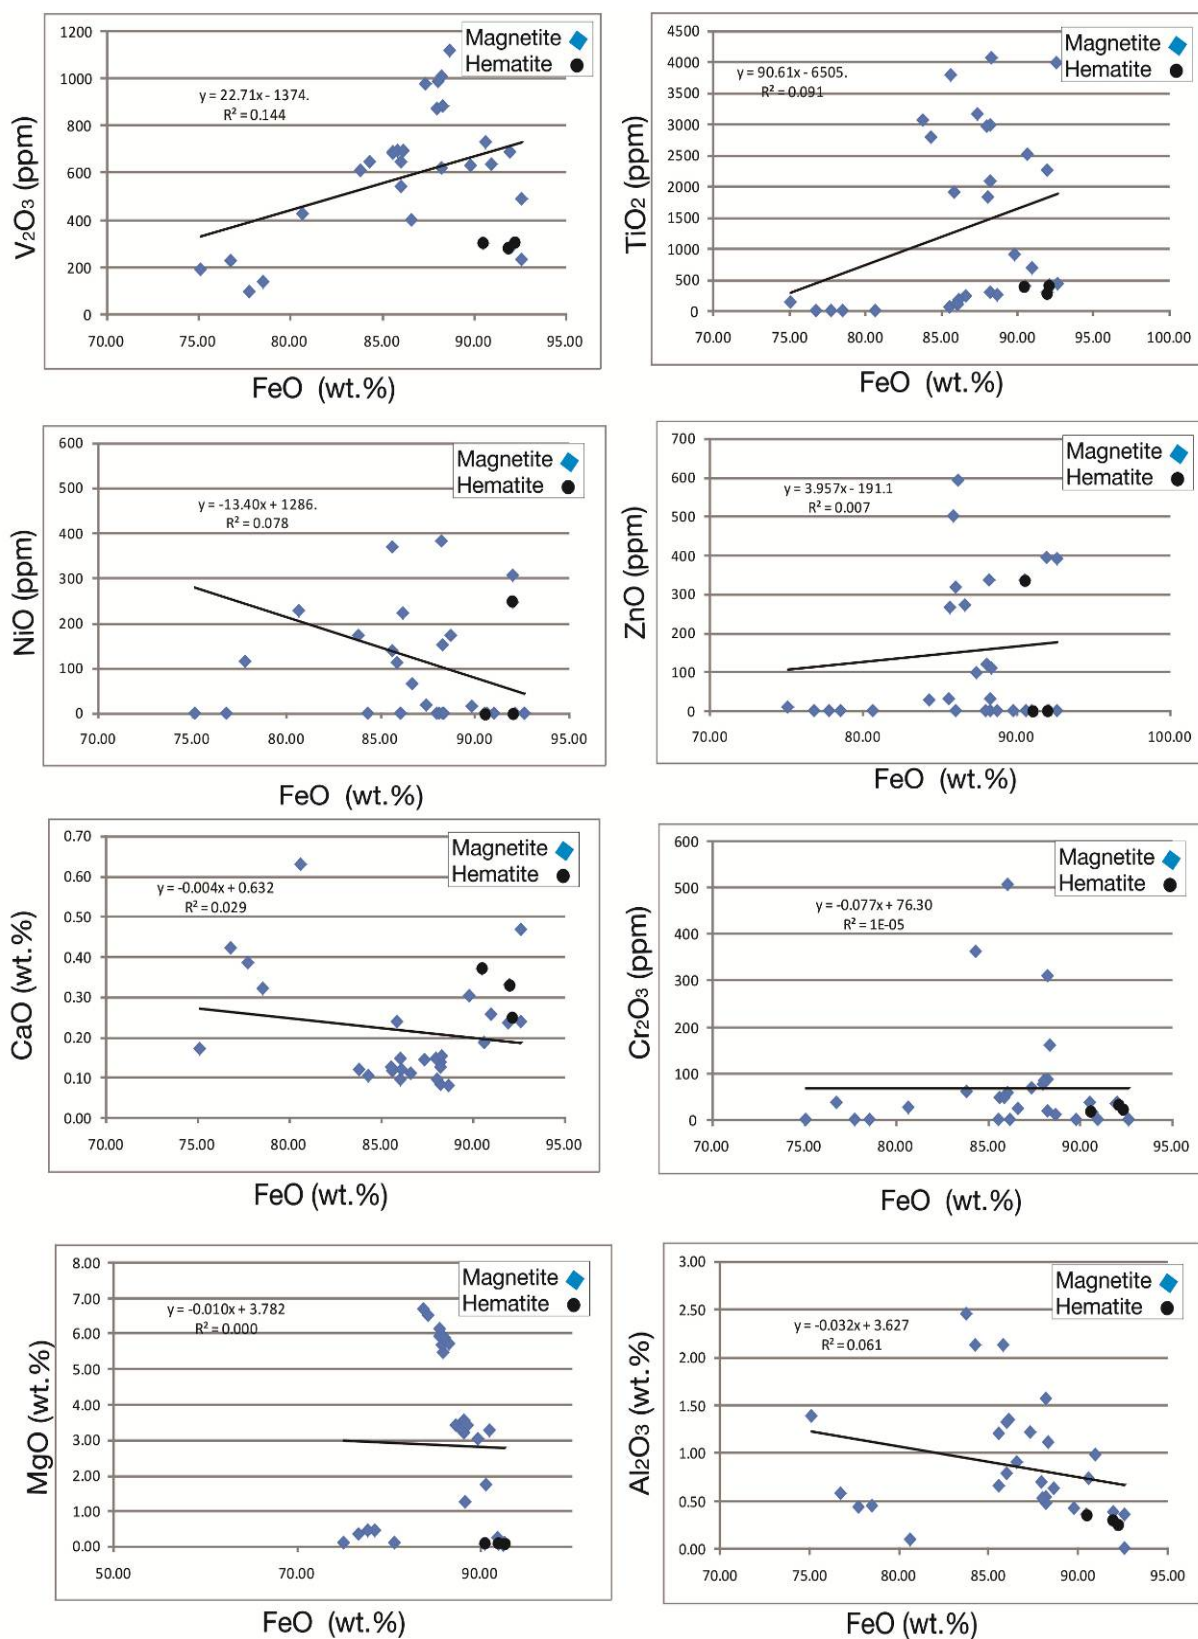 1200
1000
800
600
400
200
0
V₂O₃ (ppm)
y = 22.71x - 1374.
R² = 0.144
Magnetite
Hematite
70.00 75.00 80.00 85.00 90.00 95.00
FeO (wt.%)
4500
4000
3500
3000
2500
2000
1500
1000
500
0
TiO₂ (ppm)
y = 90.61x - 6505.
R² = 0.091
Magnetite
Hematite
70.00 75.00 80.00 85.00 90.00 95.00 100.00
FeO (wt.%)
600
500
400
300
200
100
0
NiO (ppm)
y = -13.40x + 1286.
R² = 0.078
Magnetite
Hematite
70.00 75.00 80.00 85.00 90.00 95.00
FeO (wt.%)
700
600
500
400
300
200
100
0
ZnO (ppm)
y = 3.957x - 191.1
R² = 0.007
Magnetite
Hematite
70.00 80.00 90.00 100.00
FeO (wt.%)
0.70
0.60
0.50
0.40
0.30
0.20
0.10
0.00
CaO (wt.%)
y = -0.004x + 0.632
R² = 0.029
Magnetite
Hematite
70.00 75.00 80.00 85.00 90.00 95.00
FeO (wt.%)
600
500
400
300
200
100
0
Cr₂O₃ (ppm)
y = -0.077x + 76.30
R² = 1E-05
Magnetite
Hematite
70.00 75.00 80.00 85.00 90.00 95.00
FeO (wt.%)
8.00
7.00
6.00
5.00
4.00
3.00
2.00
1.00
0.00
MgO (wt.%)
y = -0.010x + 3.782
R² = 0.000
Magnetite
Hematite
50.00 70.00 90.00
FeO (wt.%)
3.00
2.50
2.00
1.50
1.00
0.50
0.00
Al₂O₃ (wt.%)
y = -0.032x + 3.627
R² = 0.061
Magnetite
Hematite
70.00 75.00 80.00 85.00 90.00 95.00
FeO (wt.%)